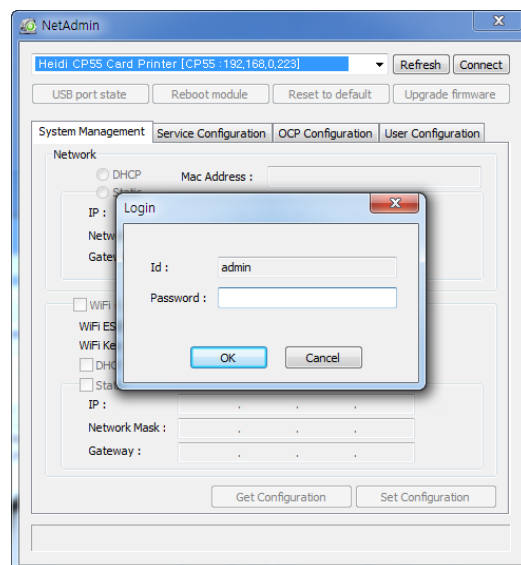 NetAdmin
Heidi CP55 Card Printer [CP55 :192,168,0,223]
Refresh
Connect
USB port state
Reboot module
Reset to default
Upgrade firmware
System Management
Service Configuration
OCP Configuration
User Configuration
Network
DHCP
Mac Address :
Static
IP :
Login
Id :
admin
Password :
OK
Cancel
WiFi
IP :
Network Mask :
Gateway :
Get Configuration
Set Configuration